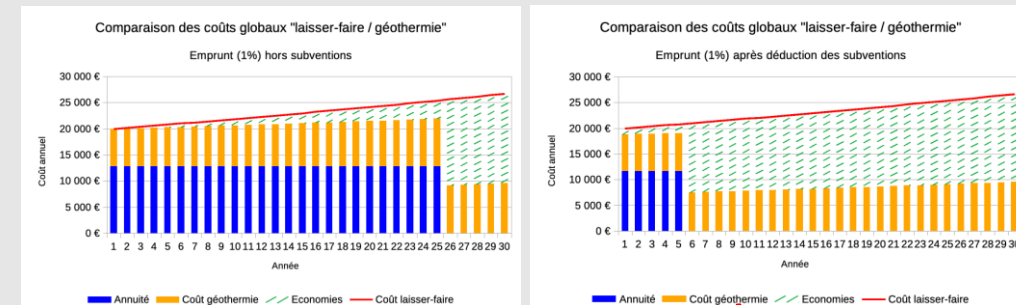 Comparaison des coûts globaux "laisser-faire / géothermie"
Emprunt (1%) hors subventions
30 000 €
25 000 €
20 000 €
15 000 €
10 000 €
5 000 €
0 €
Coût annuel
1 2 3 4 5 6 7 8 9 10 11 12 13 14 15 16 17 18 19 20 21 22 23 24 25 26 27 28 29 30
Année
Annuité Coût géothermie Economies Coût laisser-faire
Comparaison des coûts globaux "laisser-faire / géothermie"
Emprunt (1%) après déduction des subventions
30 000 €
25 000 €
20 000 €
15 000 €
10 000 €
5 000 €
0 €
Coût annuel
1 2 3 4 5 6 7 8 9 10 11 12 13 14 15 16 17 18 19 20 21 22 23 24 25 26 27 28 29 30
Année
Annuité Coût géothermie Economies Coût laisser-faire